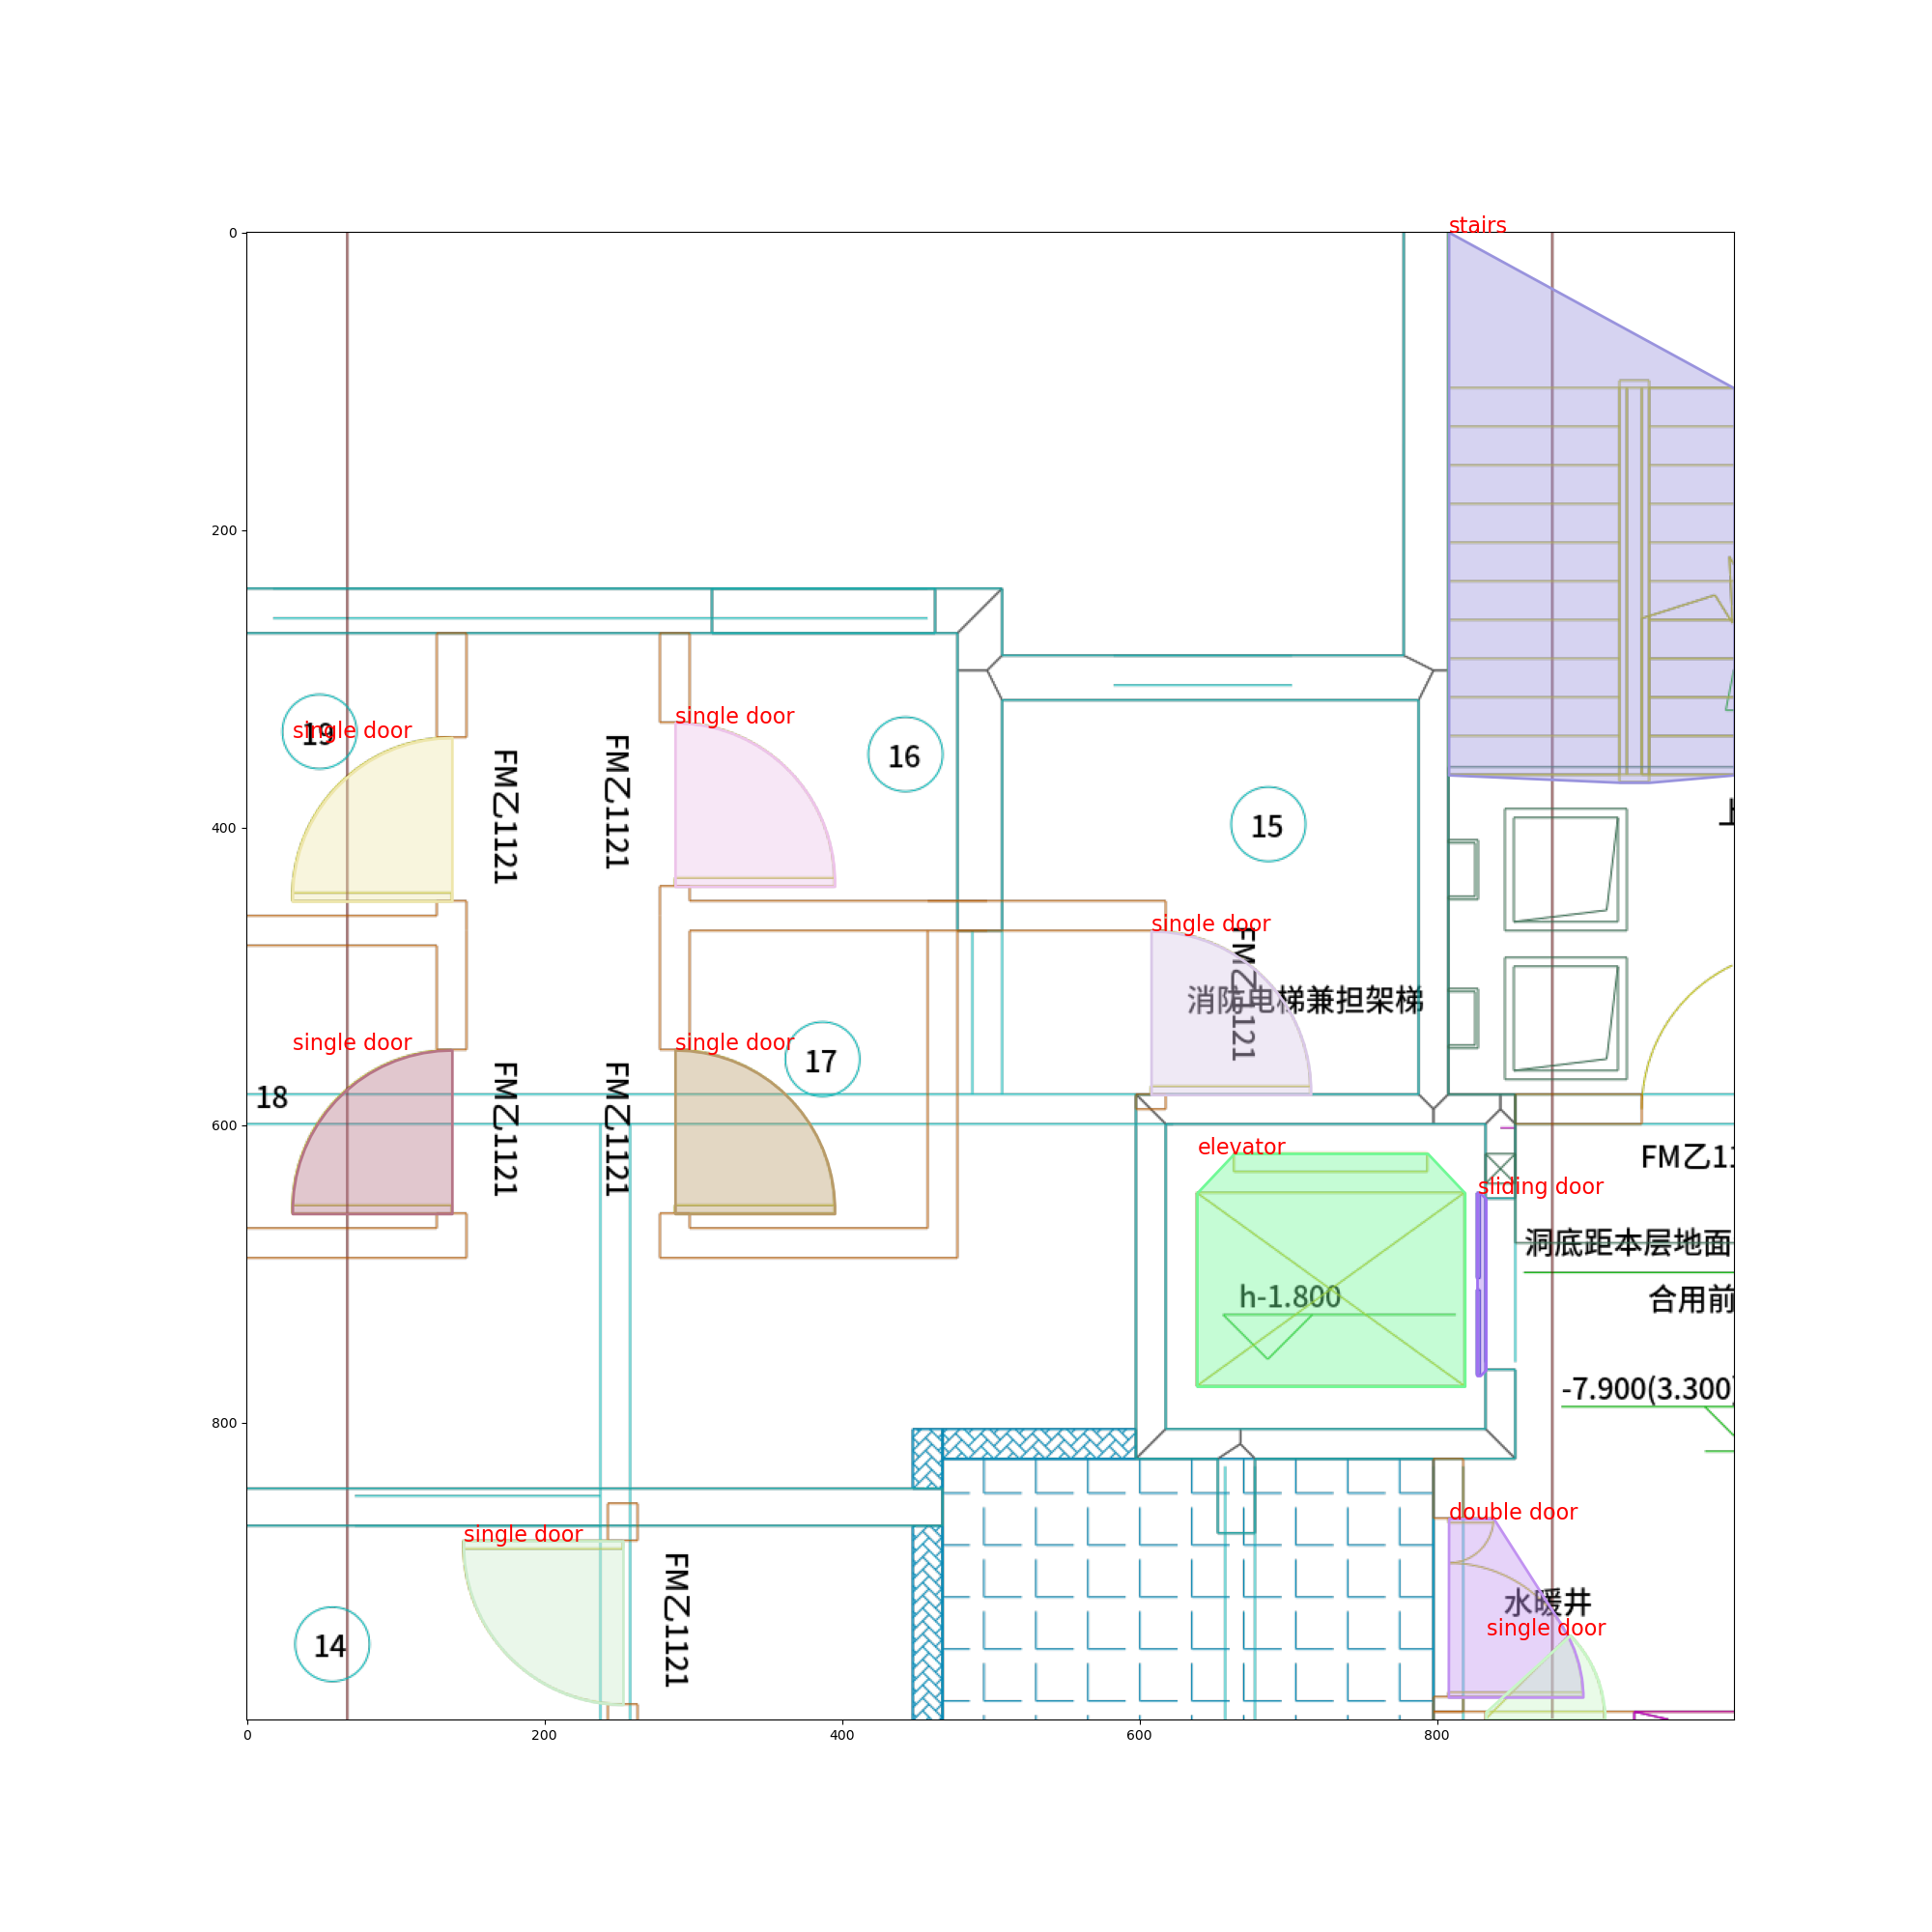 0
200
400
600
800
0
200
400
600
800
stairs
19
single door
single door
16
FM乙1121
FM乙1121
15
single door
FM乙1121
消防电梯兼担架梯
single door
single door
17
18
FM乙1121
FM乙1121
elevator
FM乙11
sliding door
洞底距本层地面
h-1.800
合用前
-7.900(3.300)
double door
single door
FM乙1121
水暖井
single door
14